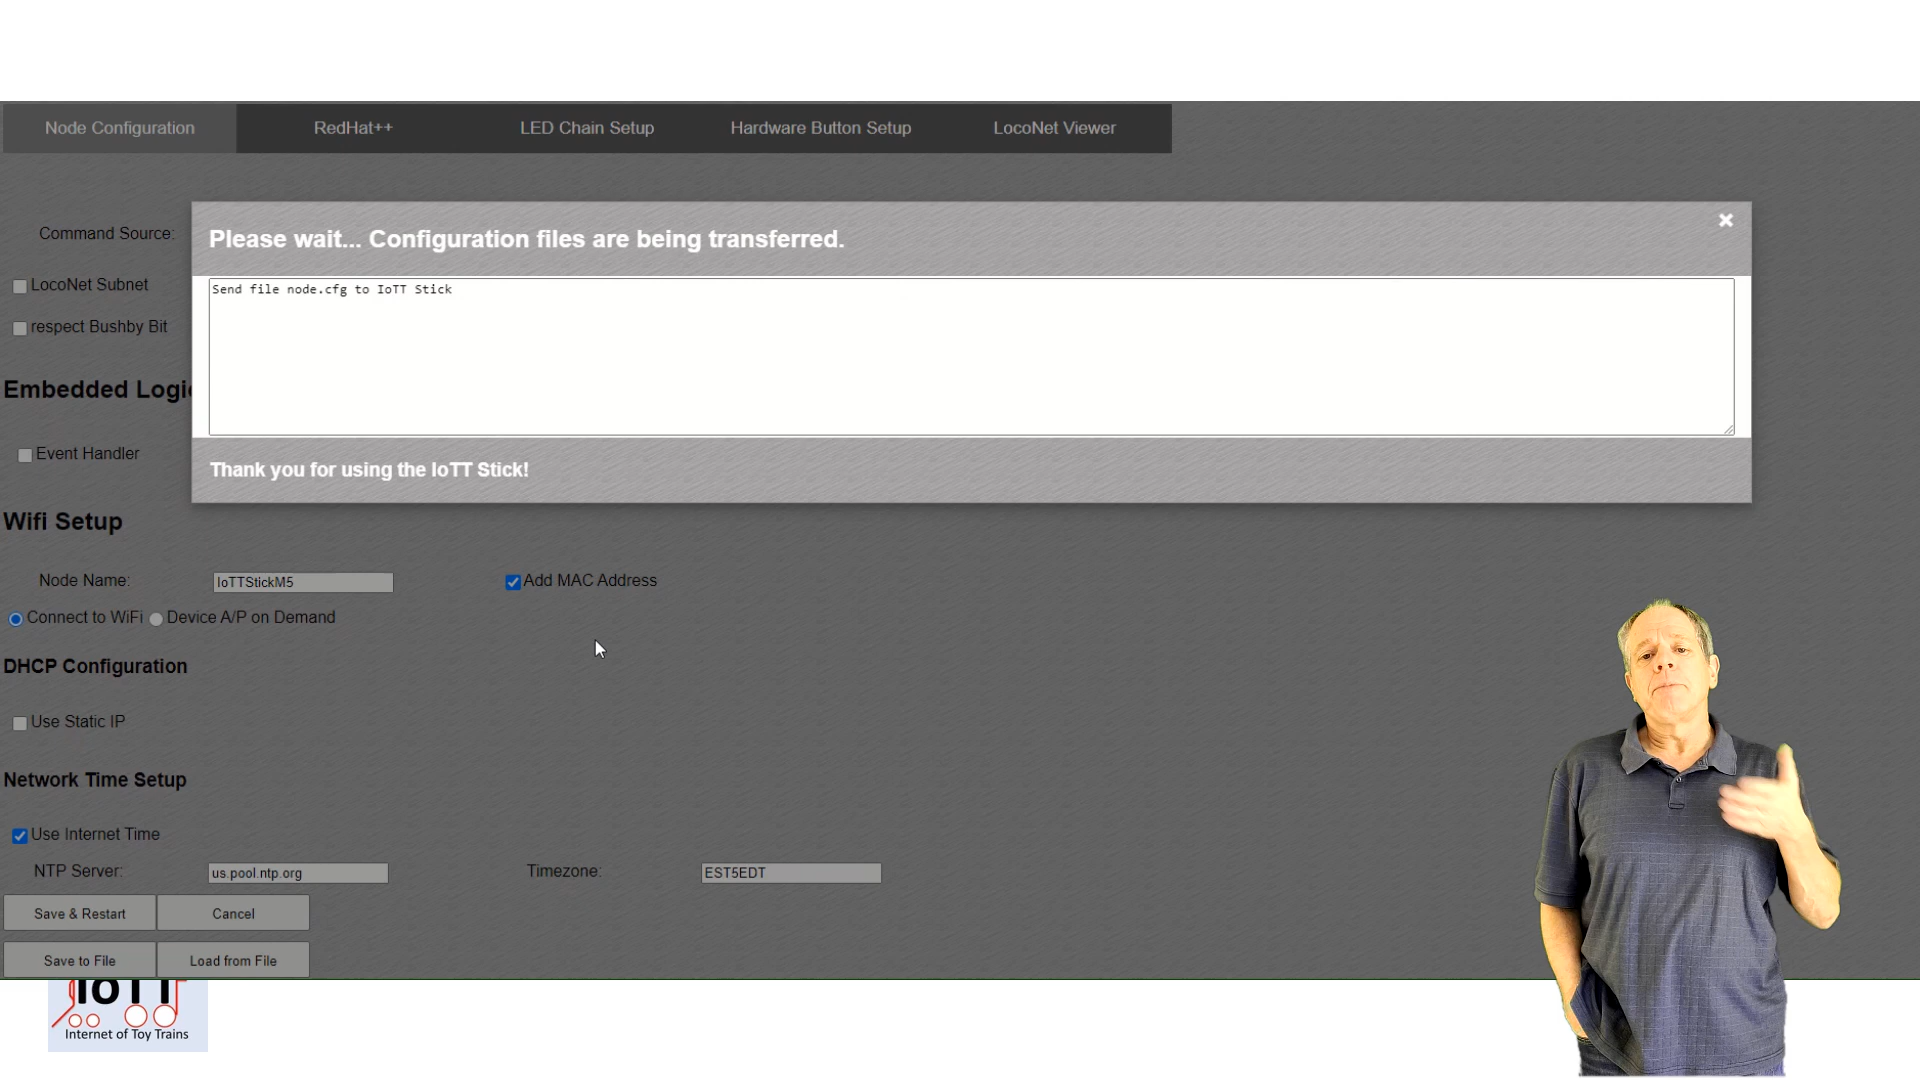 Node Configuration RedHat++ LED Chain Setup Hardware Button Setup LocoNet Viewer
Command Source:
Please wait... Configuration files are being transferred.
LocoNet Subnet
Send file node.cfg to IoTT Stick
respect Bushby Bit
Embedded Logic
Event Handler
Thank you for using the IoTT Stick!
Wifi Setup
Node Name: IoTTStickM5 Add MAC Address
Connect to WiFi Device A/P on Demand
DHCP Configuration
Use Static IP
Network Time Setup
Use Internet Time
NTP Server: us.pool.ntp.org Timezone: EST5EDT
Save & Restart Cancel
Save to File Load from File
IoTT
Internet of Toy Trains